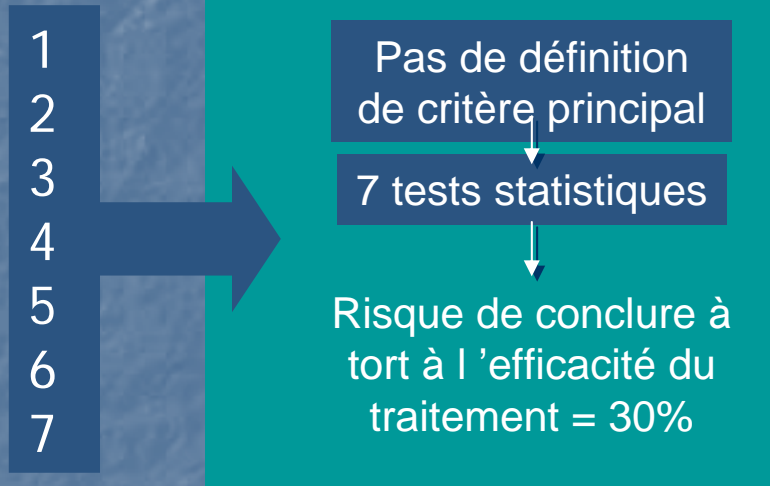 1
2
3
4
5
6
7
Pas de définition
de critère principal
7 tests statistiques
Risque de conclure à
tort à l ’efficacité du
traitement = 30%